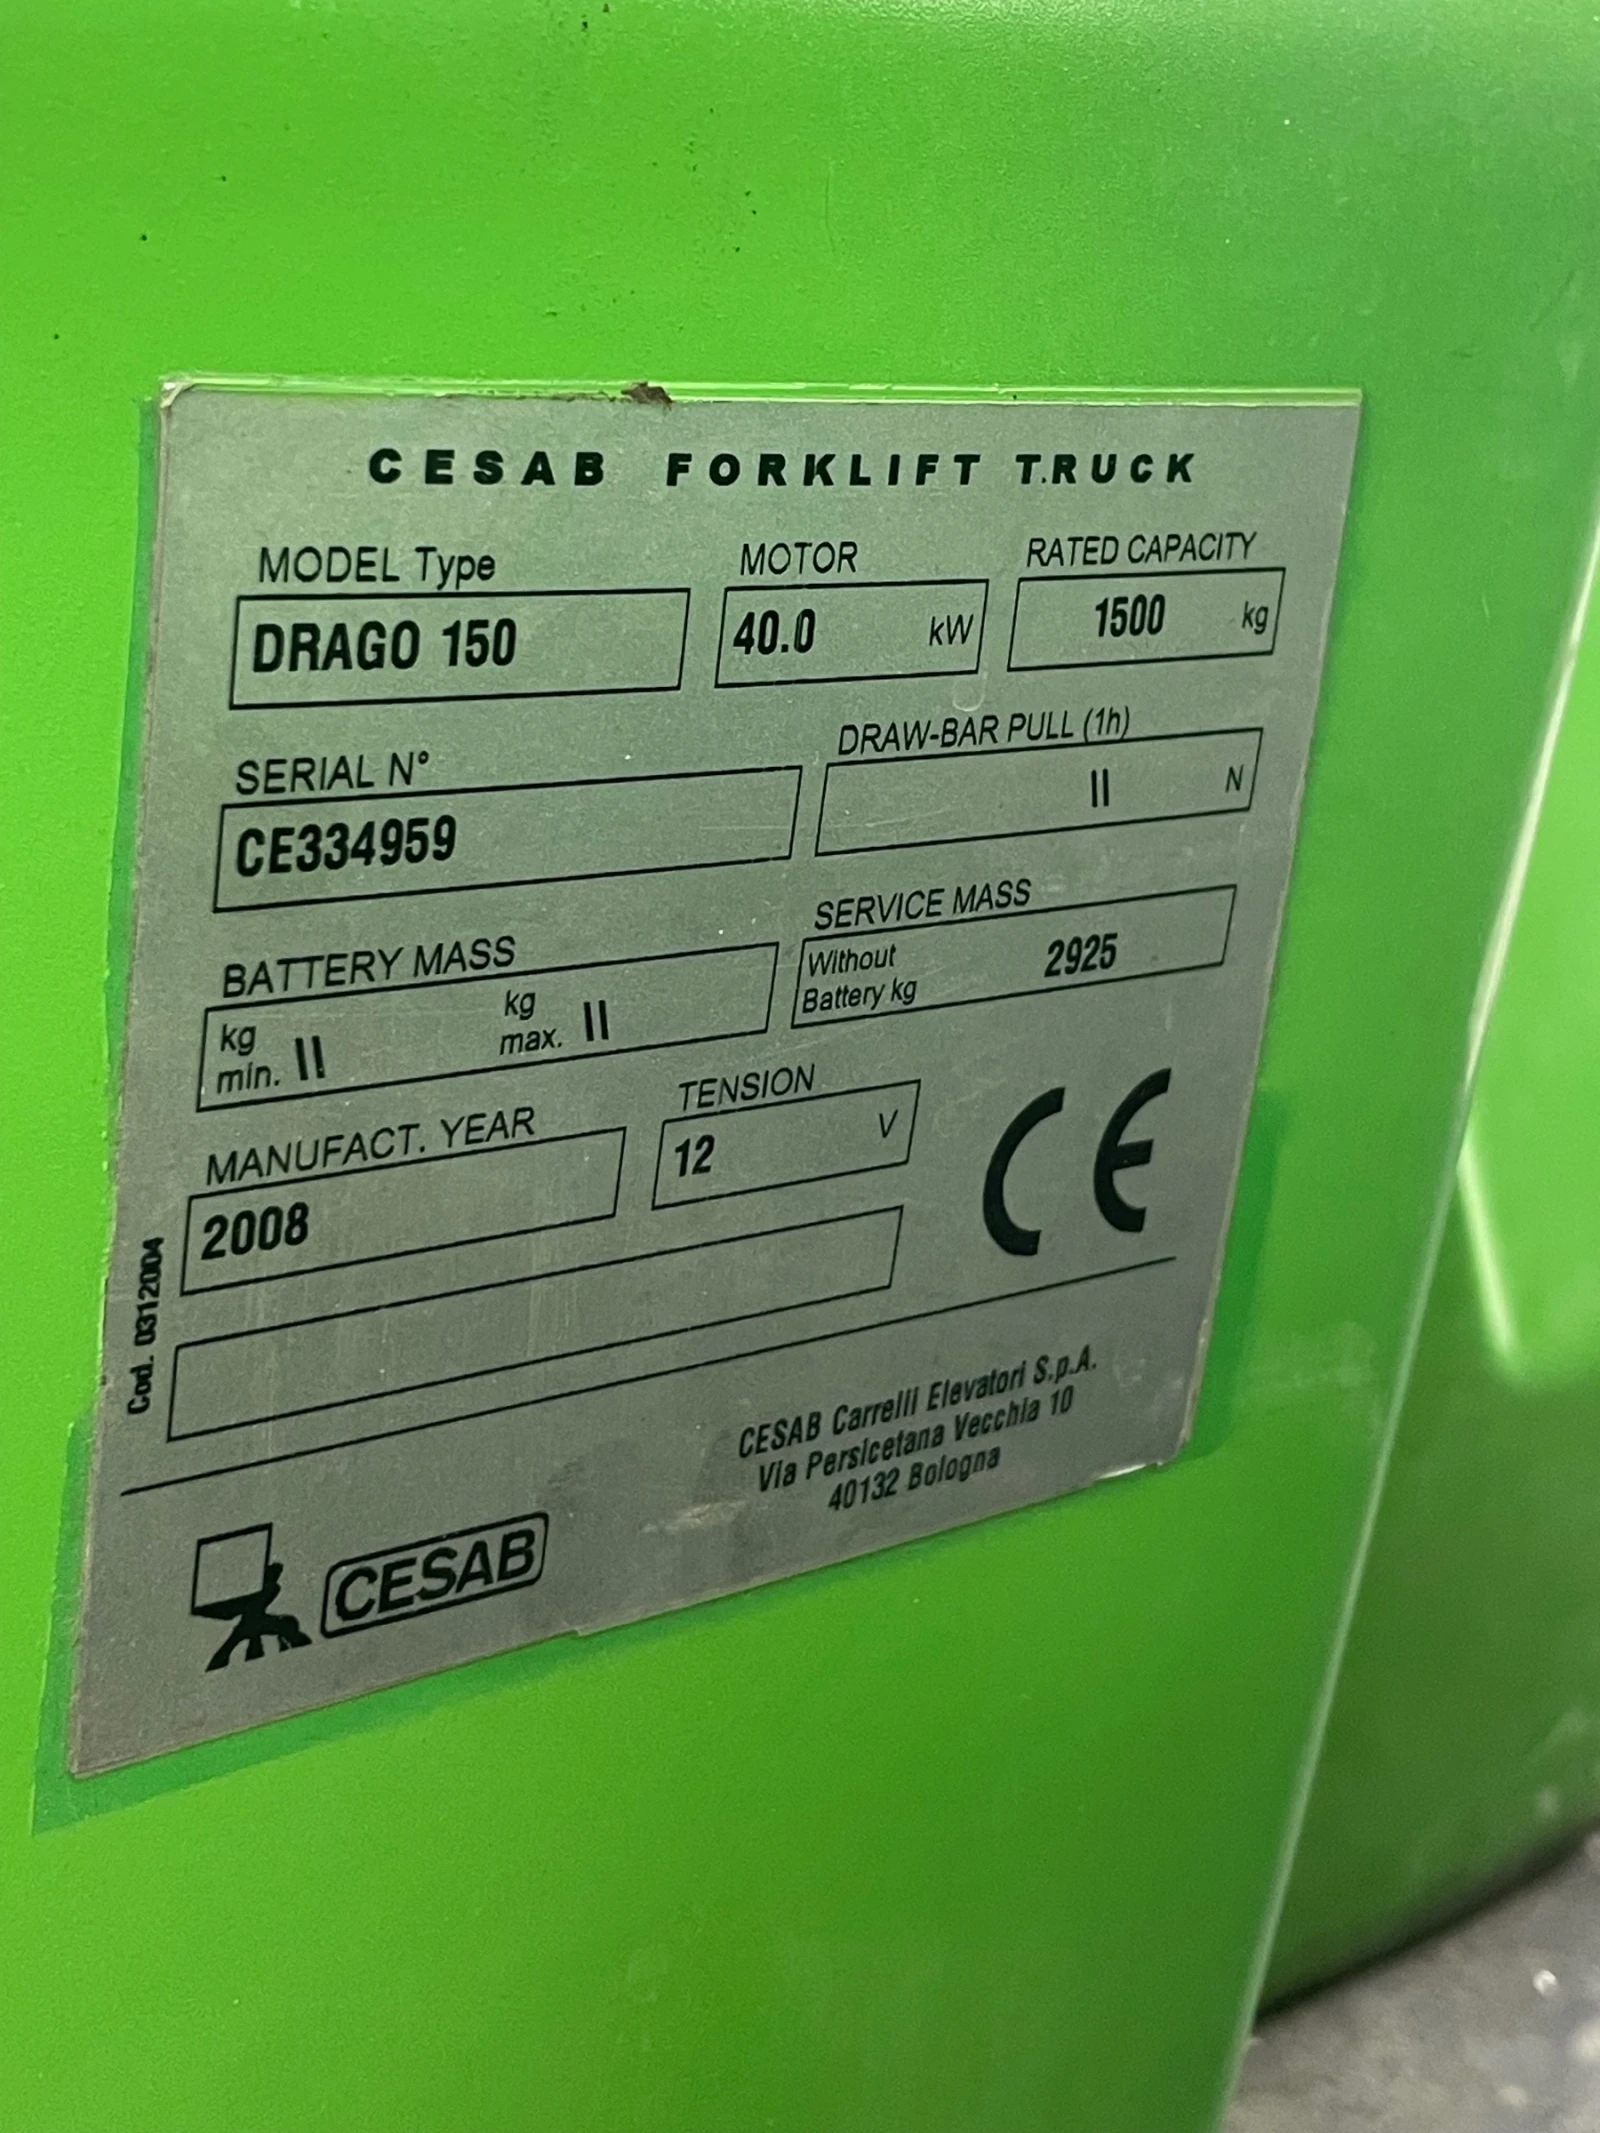 CESAB FORKLIFT T.RUCK
MODEL Type MOTOR RATED CAPACITY
DRAGO 150 40.0 kW 1500 kg
SERIAL N° DRAW-BAR PULL (1h)
CE334959 II N
BATTERY MASS SERVICE MASS
kg min. II kg max. II Without Battery kg 2925
MANUFACT. YEAR TENSION
2008 12 V
CE
Cod. 0312004
CESAB Carrelli Elevatori S.p.A.
Via Persicetana Vecchia 10
40132 Bologna
CESAB